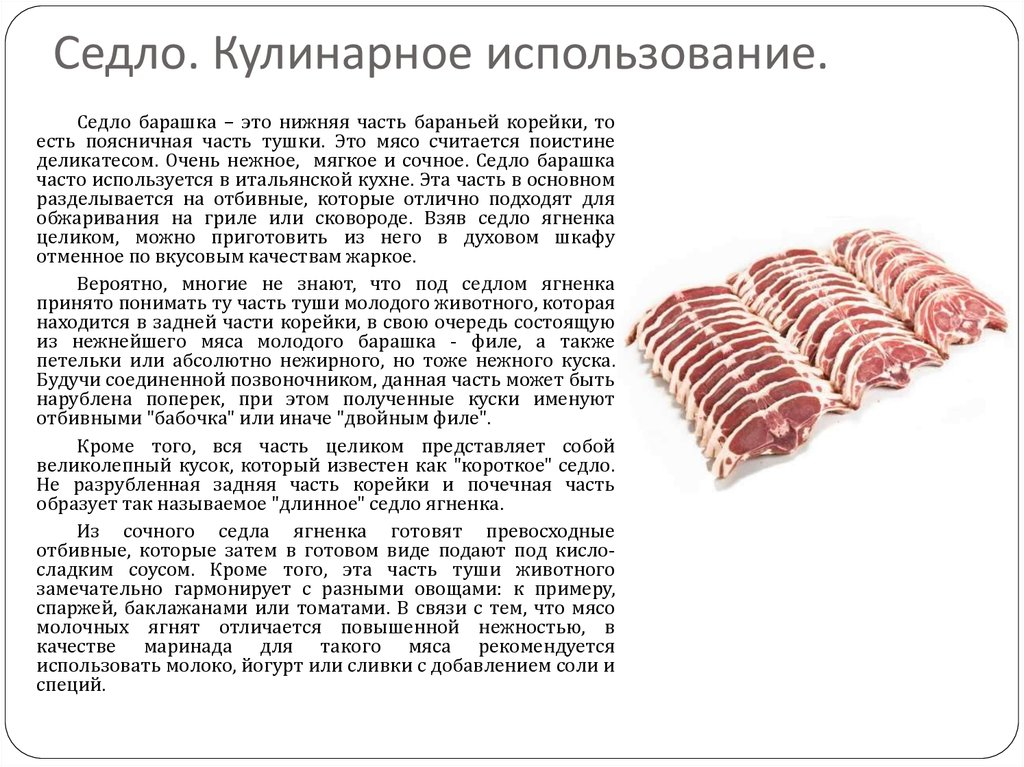 Седло. Кулинарное использование.
Седло барашка – это нижняя часть бараньей корейки, то
есть поясничная часть тушки. Это мясо считается поистине
деликатесом. Очень нежное, мягкое и сочное. Седло барашка
часто используется в итальянской кухне. Эта часть в основном
разделывается на отбивные, которые отлично подходят для
обжаривания на гриле или сковороде. Взяв седло ягненка
целиком, можно приготовить из него в духовом шкафу
отменное по вкусовым качествам жаркое.
Вероятно, многие не знают, что под седлом ягненка
принято понимать ту часть туши молодого животного, которая
находится в задней части корейки, в свою очередь состоящую
из нежнейшего мяса молодого барашка - филе, а также
петельки или абсолютно нежирного, но тоже нежного куска.
Будучи соединенной позвоночником, данная часть может быть
нарублена поперек, при этом полученные куски именуют
отбивными "бабочка" или иначе "двойным филе".
Кроме того, вся часть целиком представляет собой
великолепный кусок, который известен как "короткое" седло.
Не разрубленная задняя часть корейки и почечная часть
образует так называемое "длинное" седло ягненка.
Из сочного седла ягненка готовят превосходные
отбивные, которые затем в готовом виде подают под кисло-
сладким соусом. Кроме того, эта часть туши животного
замечательно гармонирует с разными овощами: к примеру,
спаржей, баклажанами или томатами. В связи с тем, что мясо
молочных ягнят отличается повышенной нежностью, в
качестве маринада для такого мяса рекомендуется
использовать молоко, йогурт или сливки с добавлением соли и
специй.